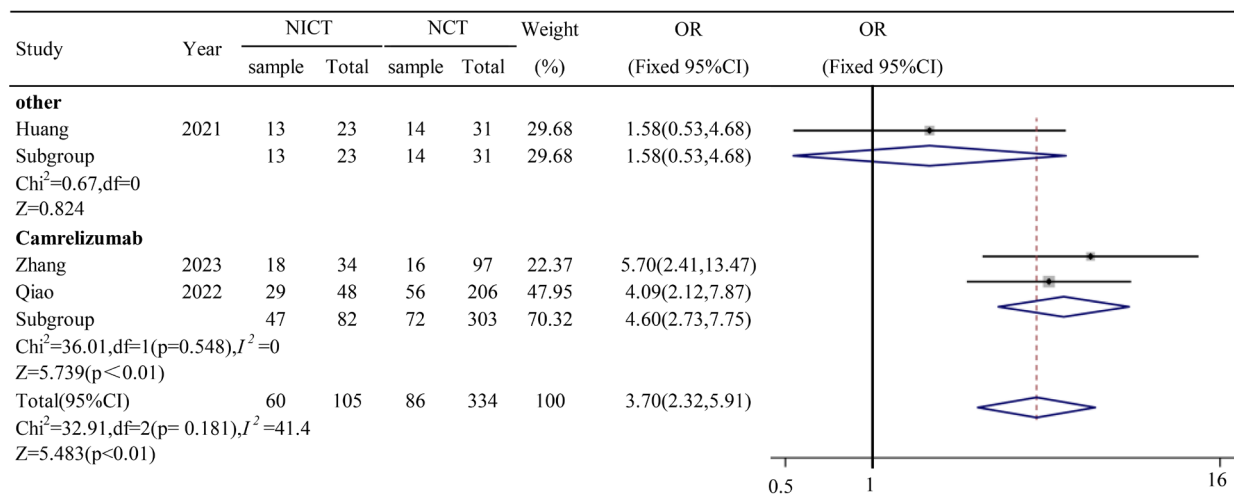 Study Year NICT NCT Weight OR OR
sample Total sample Total (%) (Fixed 95%CI) (Fixed 95%CI)
other
Huang 2021 13 23 14 31 29.68 1.58(0.53,4.68)
Subgroup 13 23 14 31 29.68 1.58(0.53,4.68)
Chi²=0.67,df=0
Z=0.824
Camrelizumab
Zhang 2023 18 34 16 97 22.37 5.70(2.41,13.47)
Qiao 2022 29 48 56 206 47.95 4.09(2.12,7.87)
Subgroup 47 82 72 303 70.32 4.60(2.73,7.75)
Chi²=36.01,df=1(p=0.548),I² =0
Z=5.739(p＜0.01)
Total(95%CI) 60 105 86 334 100 3.70(2.32,5.91)
Chi²=32.91,df=2(p= 0.181),I² =41.4
Z=5.483(p<0.01)
0.5 1 16